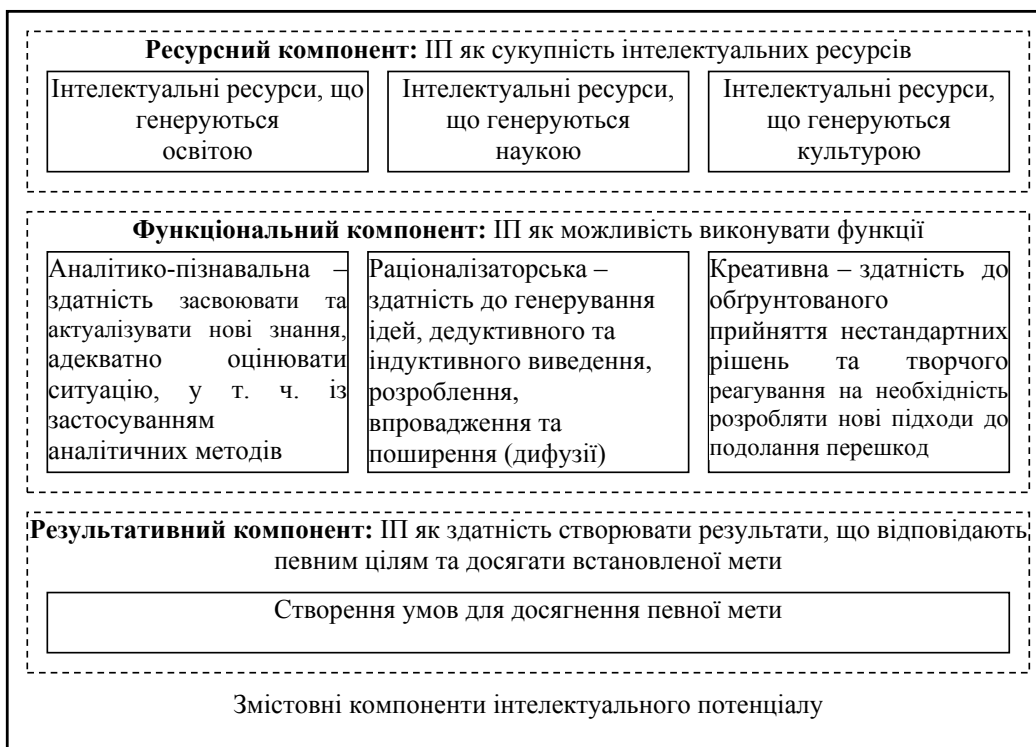 Ресурсний компонент: ІП як сукупність інтелектуальних ресурсів
Інтелектуальні ресурси, що
генеруються
освітою
Інтелектуальні ресурси,
що генеруються
наукою
Інтелектуальні ресурси,
що генеруються
культурою
Функціональний компонент: ІП як можливість виконувати функції
Аналітико-пізнавальна –
здатність засвоювати та
актуалізувати нові знання,
адекватно оцінювати
ситуацію, у т. ч. із
застосуванням
аналітичних методів
Раціоналізаторська –
здатність до генерування
ідей, дедуктивного та
індуктивного виведення,
розроблення,
впровадження та
поширення (дифузії)
Креативна – здатність до
обґрунтованого
прийняття нестандартних
рішень та творчого
реагування на необхідність
розробляти нові підходи до
подолання перешкод
Результативний компонент: ІП як здатність створювати результати, що відповідають
певним цілям та досягати встановленої мети
Створення умов для досягнення певної мети
Змістовні компоненти інтелектуального потенціалу